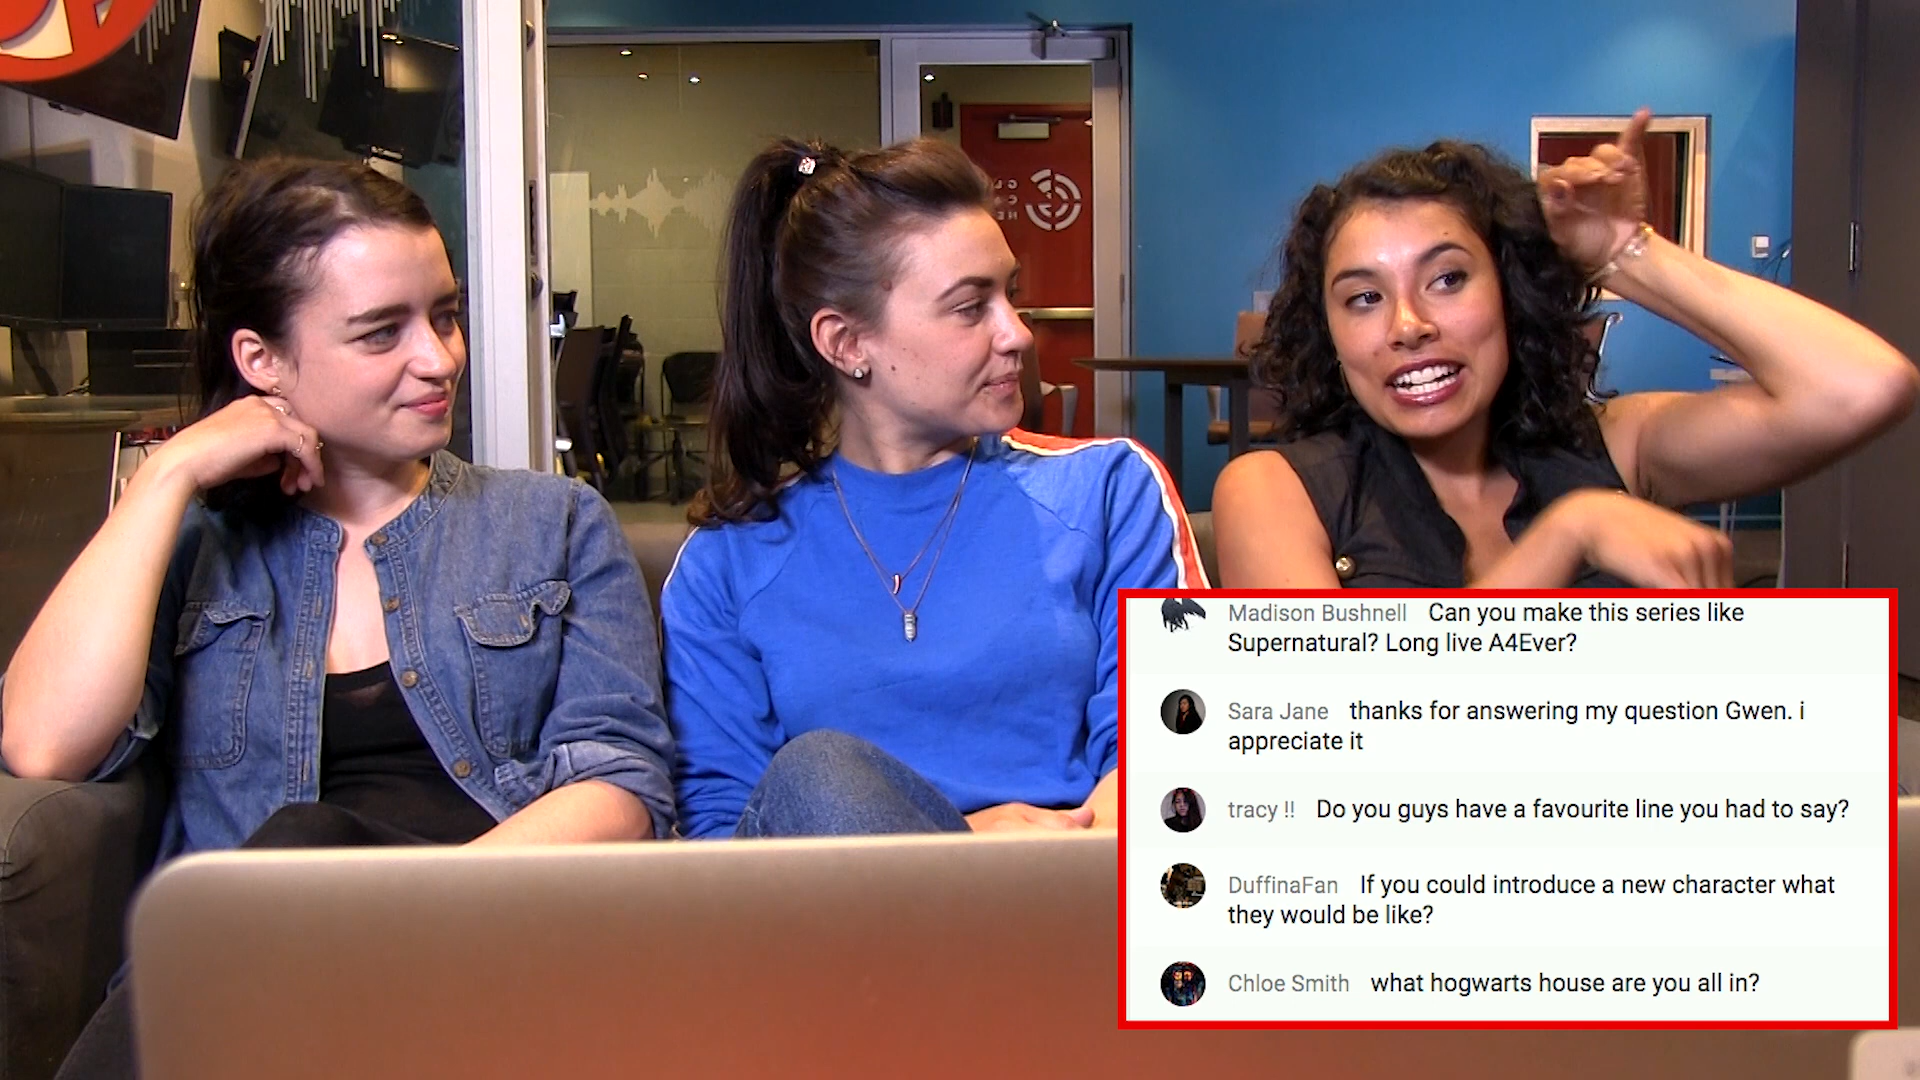 Madison Bushnell Can you make this series like
Supernatural? Long live A4Ever?
Sara Jane thanks for answering my question Gwen. i
appreciate it
tracy !! Do you guys have a favourite line you had to say?
DuffinaFan If you could introduce a new character what
they would be like?
Chloe Smith what hogwarts house are you all in?